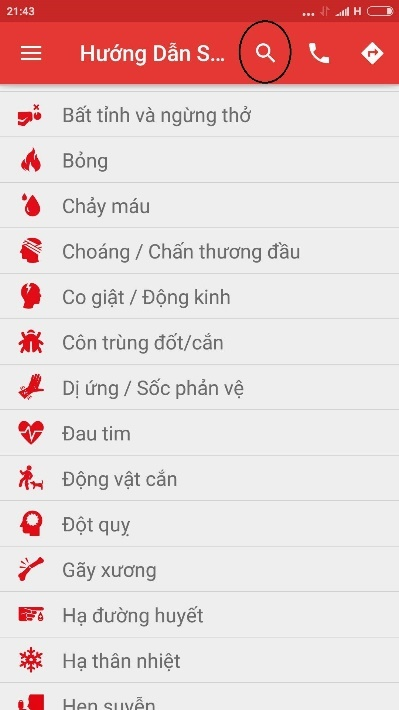 21:43
H
Hướng Dẫn S...
Bất tỉnh và ngừng thở
Bỏng
Chảy máu
Choáng / Chấn thương đầu
Co giật / Động kinh
Côn trùng đốt/cắn
Dị ứng / Sốc phản vệ
Đau tim
Động vật cắn
Đột quỵ
Gãy xương
Hạ đường huyết
Hạ thân nhiệt
Hen suyễn